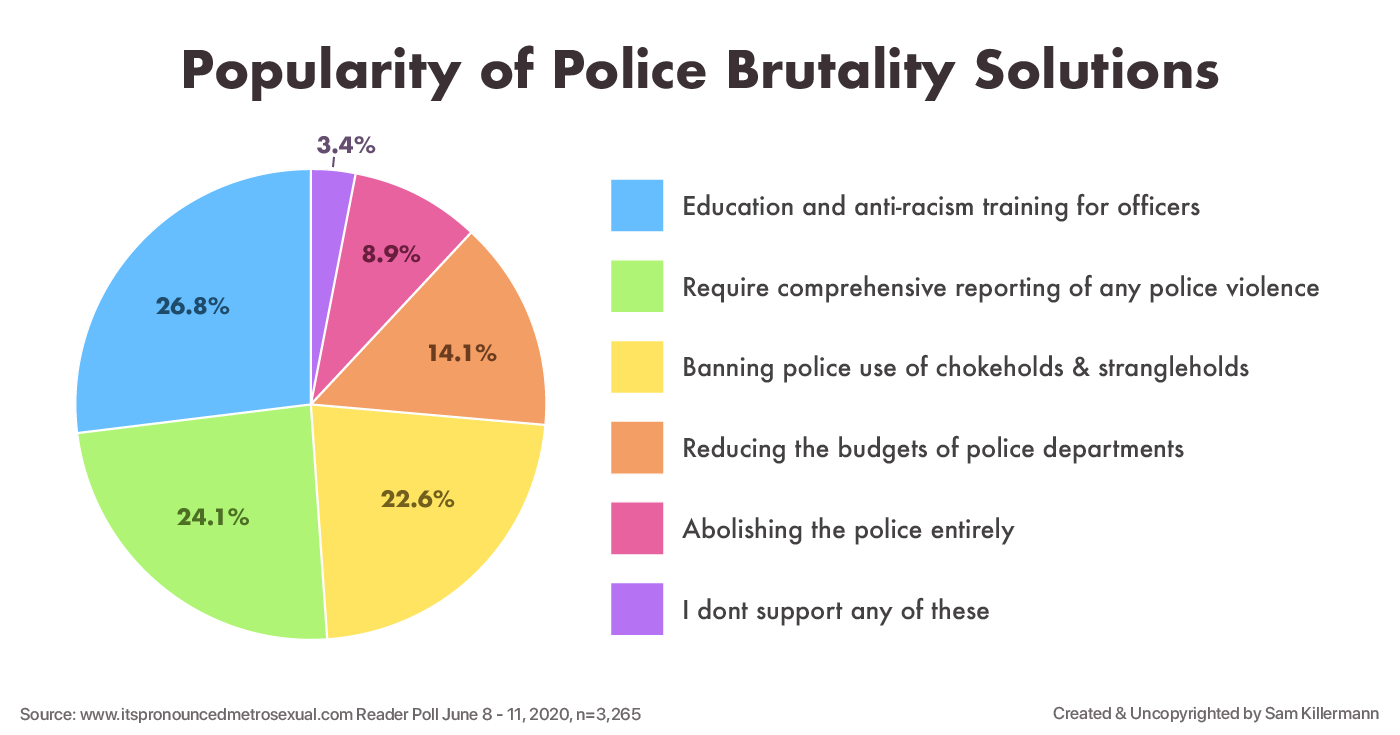 Popularity of Police Brutality Solutions
3.4%
8.9%
26.8%
14.1%
22.6%
24.1%
Education and anti-racism training for officers
Require comprehensive reporting of any police violence
Banning police use of chokeholds & strangleholds
Reducing the budgets of police departments
Abolishing the police entirely
I dont support any of these
Source: www.itspronouncedmetrosexual.com Reader Poll June 8 - 11, 2020, n=3,265
Created & Uncopyrighted by Sam Killermann